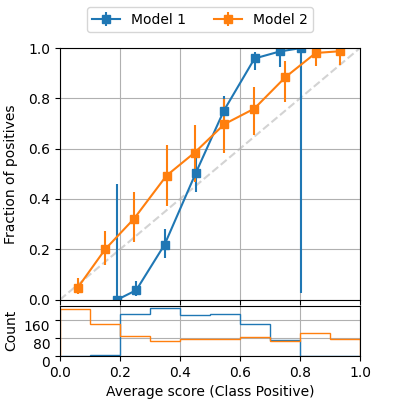 Model 1 Model 2
1.0
0.8
0.6
0.4
0.2
0.0
Fraction of positives
160
80
0
Count
0.0 0.2 0.4 0.6 0.8 1.0
Average score (Class Positive)